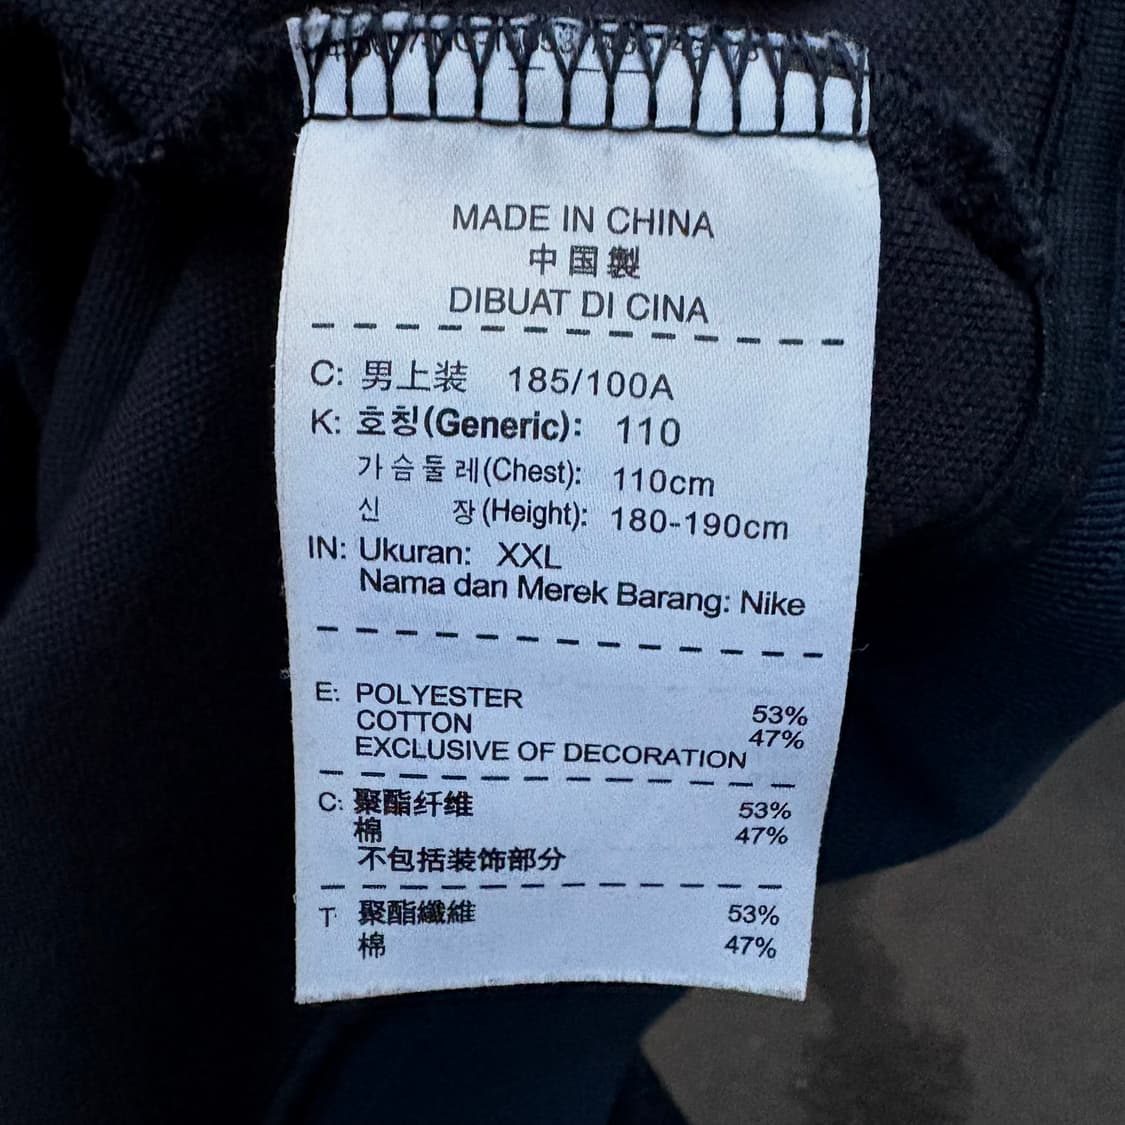 MADE IN CHINA
中国製
DIBUAT DI CINA
C: 男上装 185/100A
K: 호칭(Generic): 110
가슴둘레(Chest): 110cm
신 장(Height): 180-190cm
IN: Ukuran: XXL
Nama dan Merek Barang: Nike
E: POLYESTER 53%
COTTON 47%
EXCLUSIVE OF DECORATION
C: 聚酯纤维 53%
棉 47%
不包括装饰部分
T 聚酯纖維 53%
棉 47%